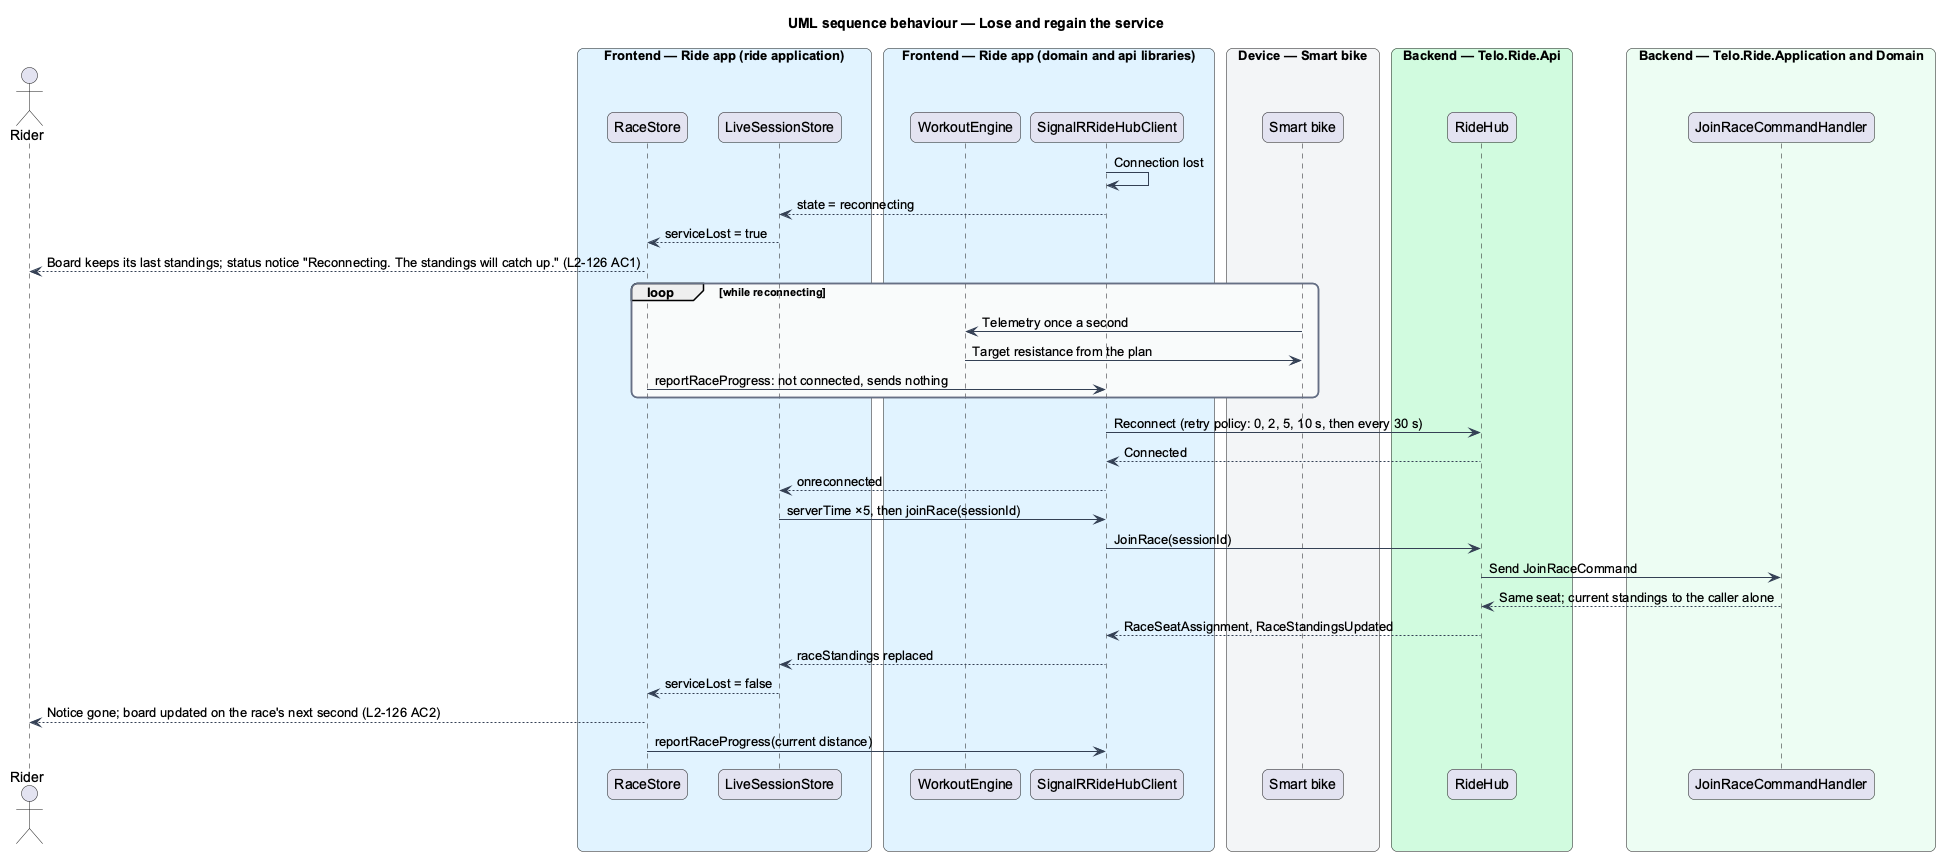 UML sequence behaviour — Lose and regain the service
Frontend — Ride app (ride application)
Frontend — Ride app (domain and api libraries)
Device — Smart bike
Backend — Telo.Ride.Api
Backend — Telo.Ride.Application and Domain
Rider
RaceStore
LiveSessionStore
WorkoutEngine
SignalRRideHubClient
Smart bike
RideHub
JoinRaceCommandHandler
Connection lost
state = reconnecting
serviceLost = true
Board keeps its last standings; status notice "Reconnecting. The standings will catch up." (L2-126 AC1)
loop
[while reconnecting]
Telemetry once a second
Target resistance from the plan
reportRaceProgress: not connected, sends nothing
Reconnect (retry policy: 0, 2, 5, 10 s, then every 30 s)
Connected
onreconnected
serverTime ×5, then joinRace(sessionId)
JoinRace(sessionId)
Send JoinRaceCommand
Same seat; current standings to the caller alone
RaceSeatAssignment, RaceStandingsUpdated
raceStandings replaced
serviceLost = false
Notice gone; board updated on the race's next second (L2-126 AC2)
reportRaceProgress(current distance)
Rider
RaceStore
LiveSessionStore
WorkoutEngine
SignalRRideHubClient
Smart bike
RideHub
JoinRaceCommandHandler